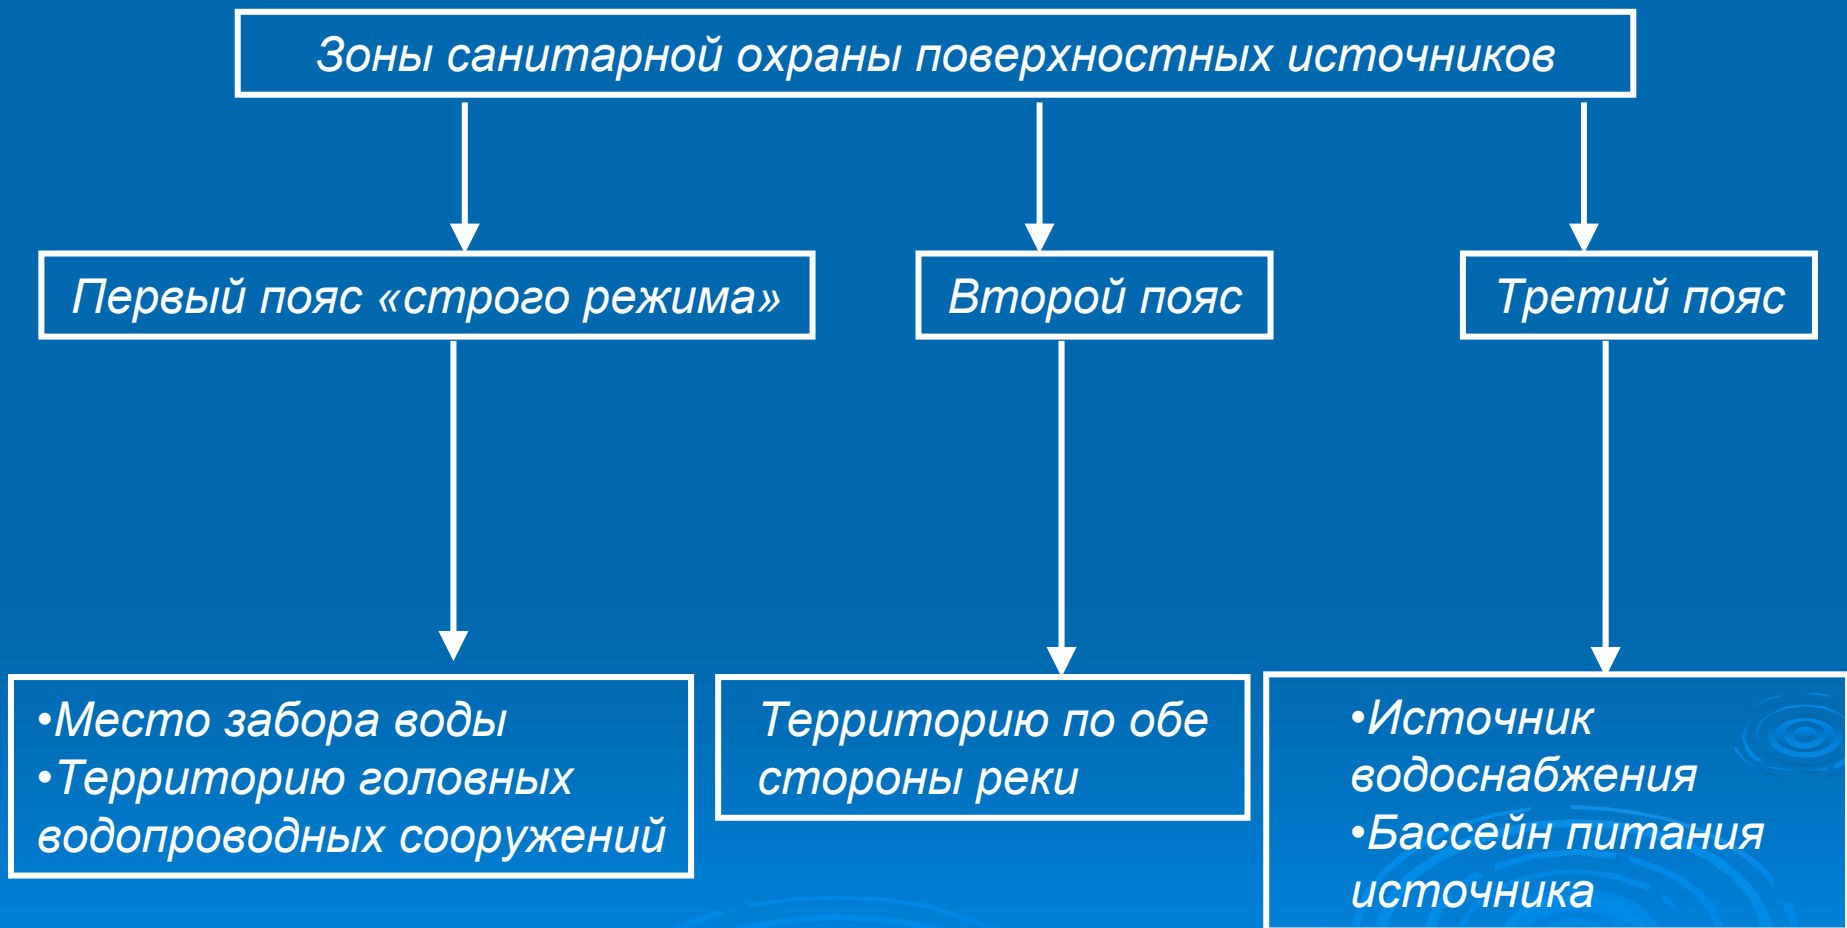 Зоны санитарной охраны поверхностных источников
Первый пояс «строго режима»
Второй пояс
Третий пояс
•Место забора воды
•Территорию головных
водопроводных сооружений
Территорию по обе
стороны реки
•Источник
водоснабжения
•Бассейн питания
источника